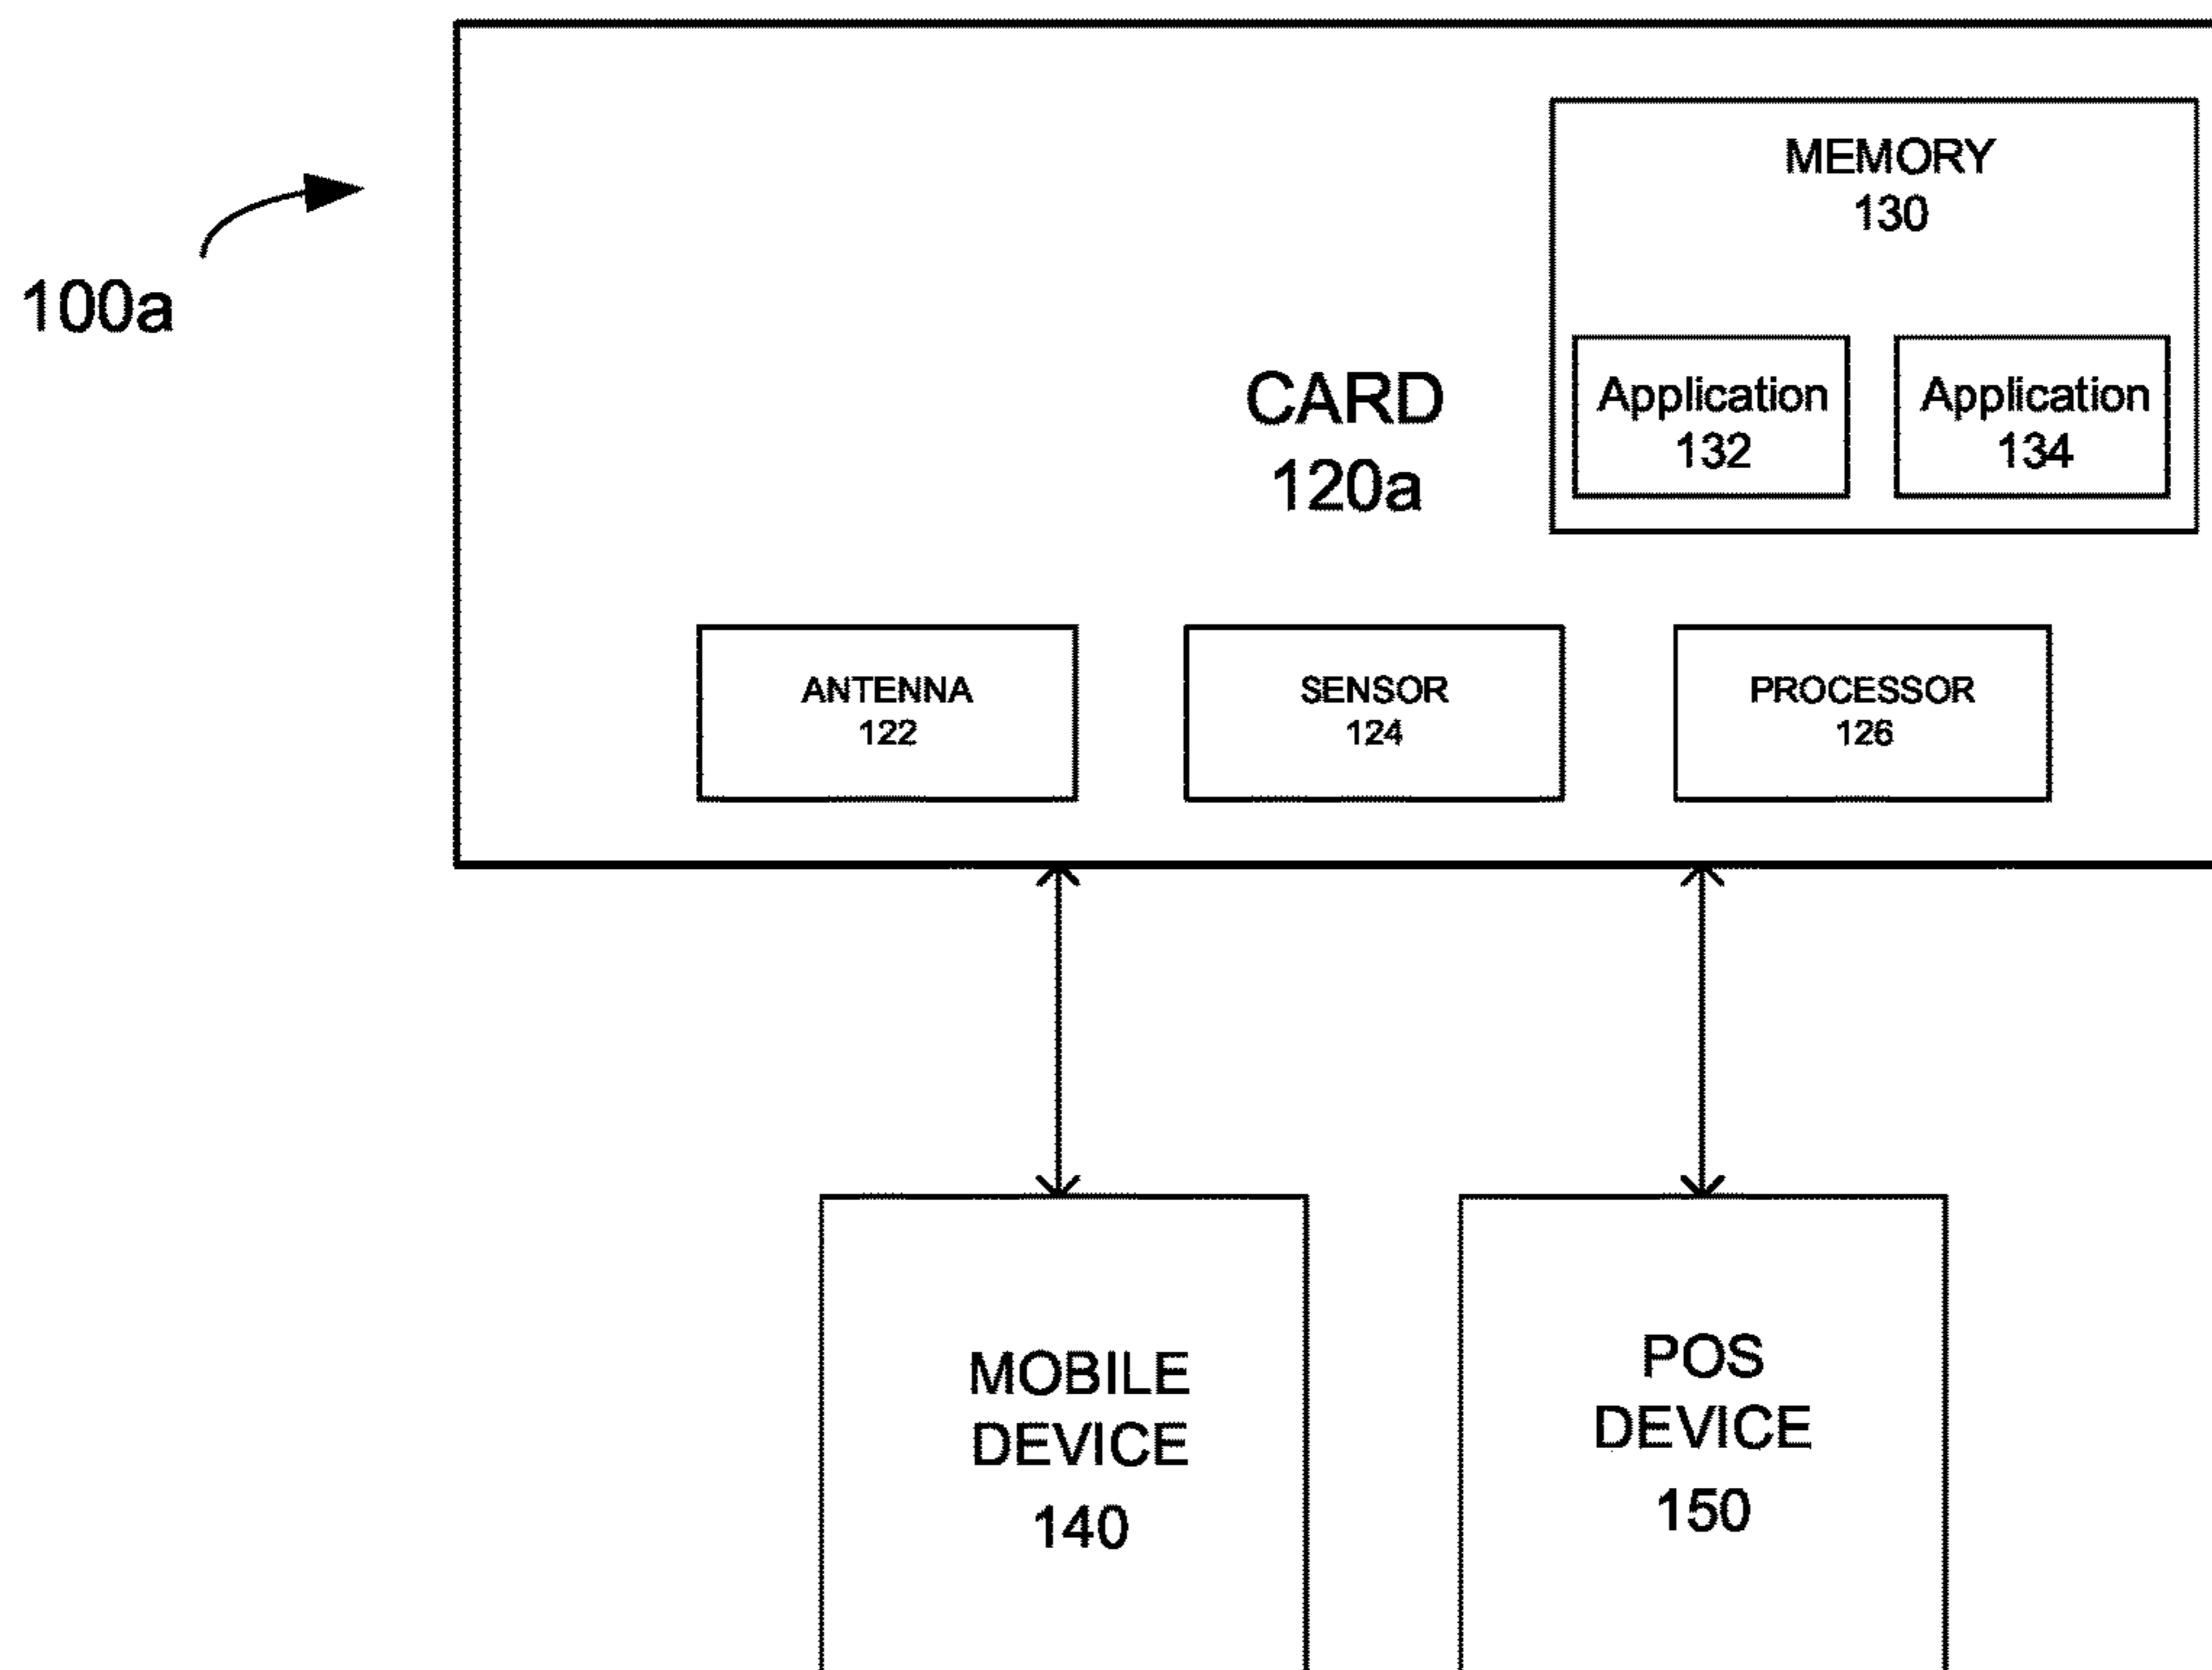 100a
MEMORY
130
CARD
120a
Application
132
Application
134
ANTENNA
122
SENSOR
124
PROCESSOR
126
MOBILE
DEVICE
140
POS
DEVICE
150